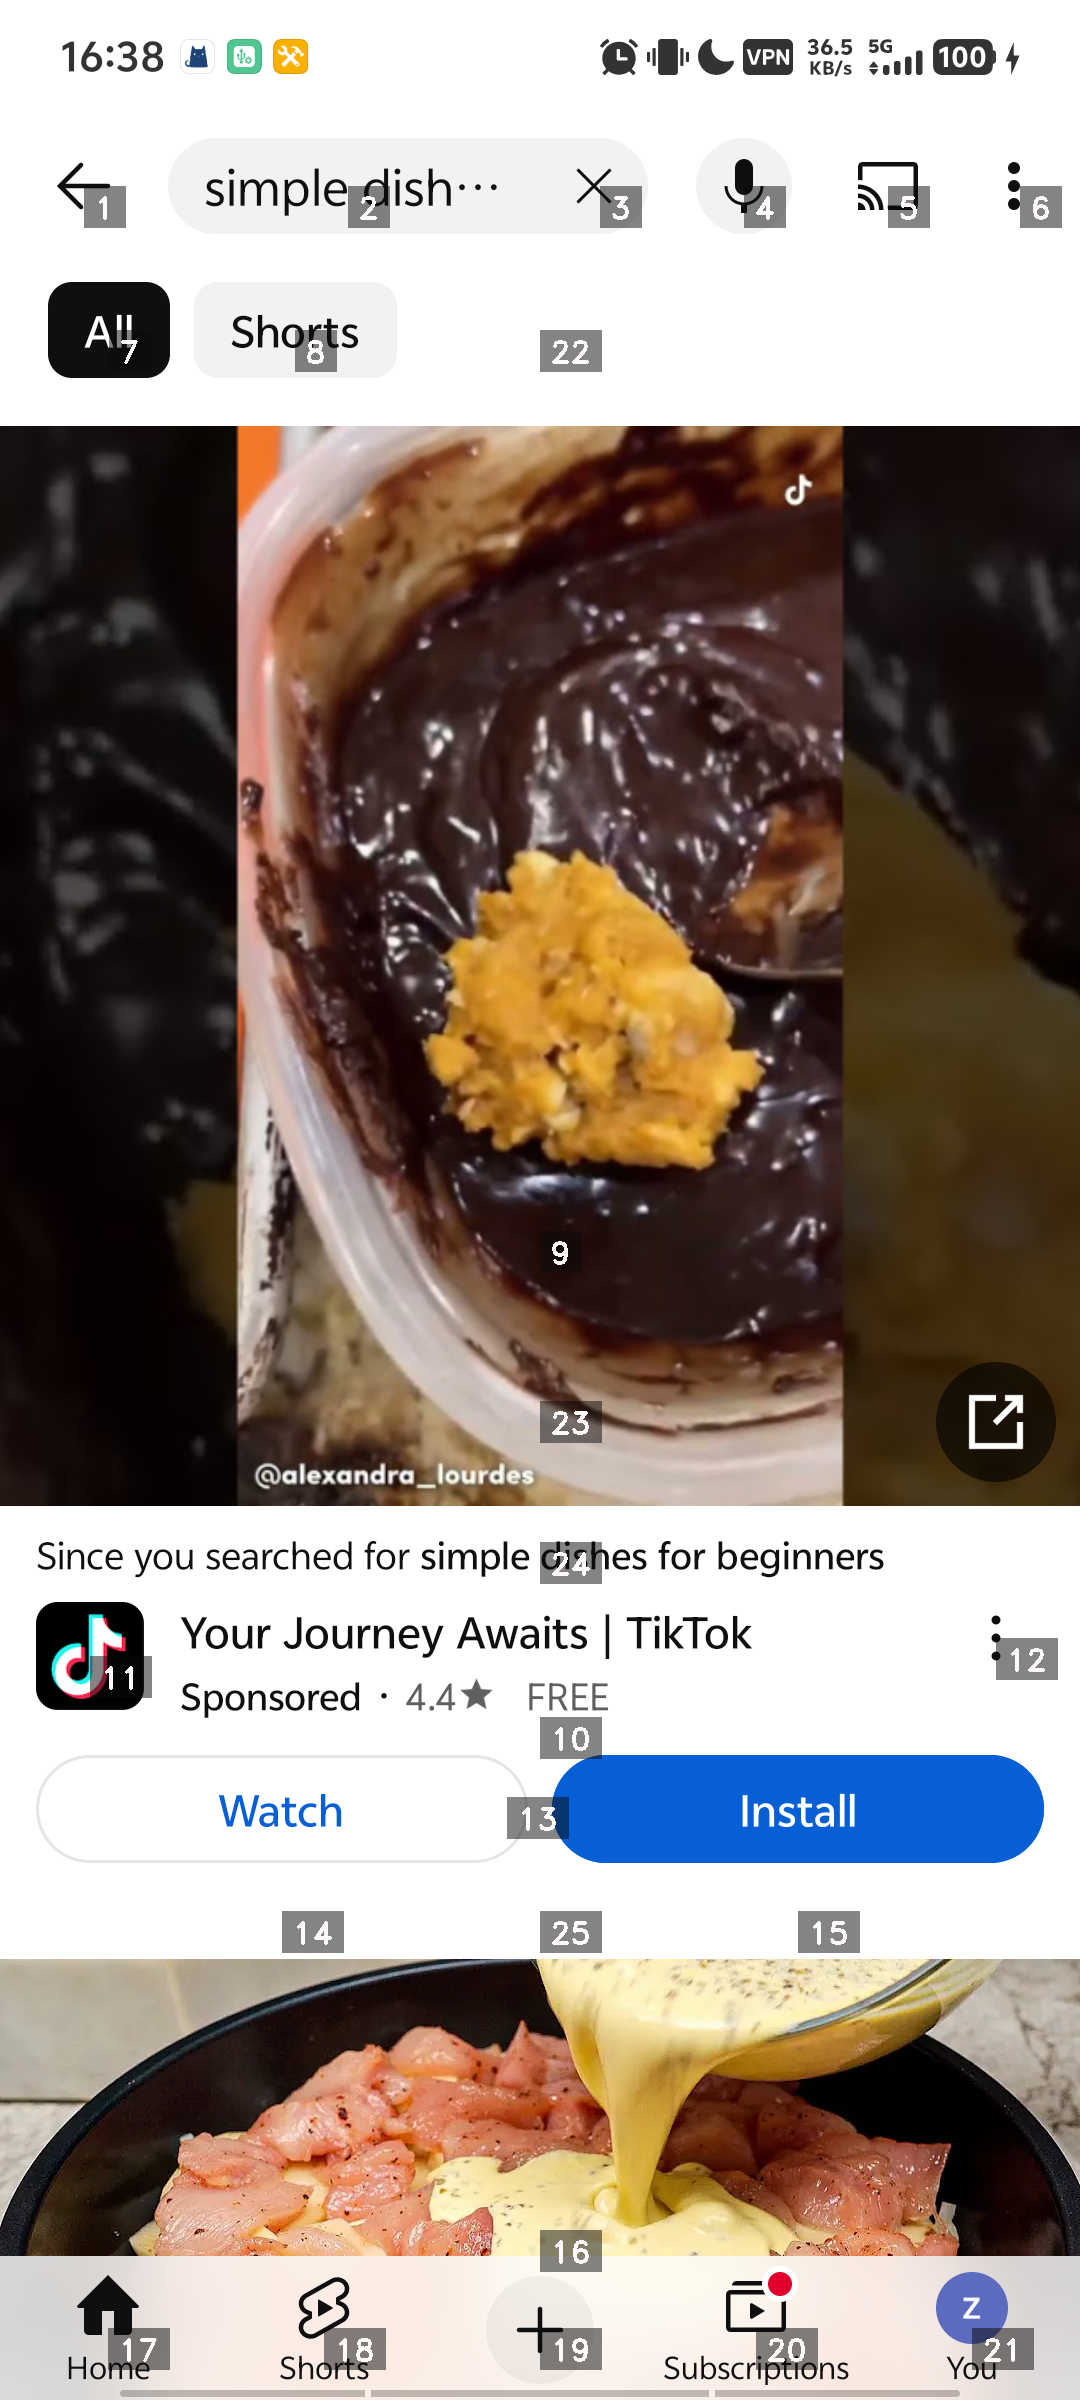 16:38
VPN
36.5
KB/s
5G
100
simple dish···
1
2
3
4
5
6
All
Shorts
7
8
22
9
23
@alexandra_lourdes
Since you searched for simple dishes for beginners
24
Your Journey Awaits | TikTok
11
12
Sponsored · 4.4★ FREE
10
Watch
Install
13
14
25
15
16
Z
17
18
19
20
21
Home
Shorts
Subscriptions
You